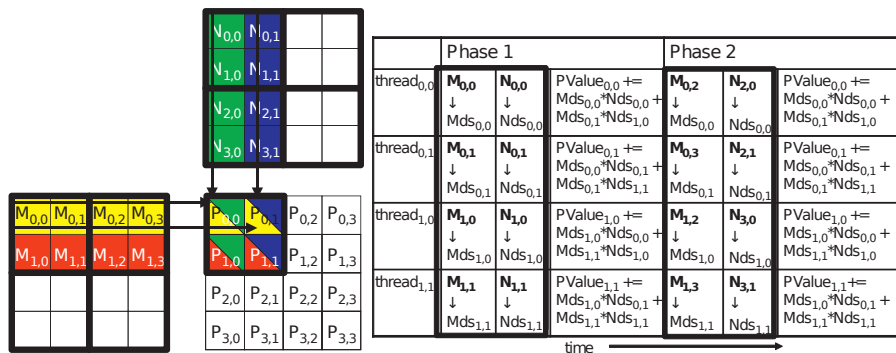 N0,0 N0,1
N1,0 N1,1
N2,0 N2,1
N3,0 N3,1
M0,0 M0,1 M0,2 M0,3
M1,0 M1,1 M1,2 M1,3
P0,0 P0,1 P0,2 P0,3
P1,0 P1,1 P1,2 P1,3
P2,0 P2,1 P2,2 P2,3
P3,0 P3,1 P3,2 P3,3
Phase 1 Phase 2
thread0,0 M0,0 N0,0 PValue0,0 += M0,2 N2,0 PValue0,0 +=
↓ ↓ Mds0,0*Nds0,0 + ↓ ↓ Mds0,0*Nds0,0 +
Mds0,0 Nds0,0 Mds0,1*Nds1,0 Mds0,0 Nds0,0 Mds0,1*Nds1,0
thread0,1 M0,1 N0,1 PValue0,1 += M0,3 N2,1 PValue0,1 +=
↓ ↓ Mds0,0*Nds0,1 + ↓ ↓ Mds0,0*Nds0,1 +
Mds0,1 Nds0,1 Mds0,1*Nds1,1 Mds0,1 Nds0,1 Mds0,1*Nds1,1
thread1,0 M1,0 N1,0 PValue1,0 += M1,2 N3,0 PValue1,0 +=
↓ ↓ Mds1,0*Nds0,0 + ↓ ↓ Mds1,0*Nds0,0 +
Mds1,0 Nds1,0 Mds1,1*Nds1,0 Mds1,0 Nds1,0 Mds1,1*Nds1,0
thread1,1 M1,1 N1,1 PValue1,1 += M1,3 N3,1 PValue1,1+=
↓ ↓ Mds1,0*Nds0,1 + ↓ ↓ Mds1,0*Nds0,1 +
Mds1,1 Nds1,1 Mds1,1*Nds1,1 Mds1,1 Nds1,1 Mds1,1*Nds1,1
time